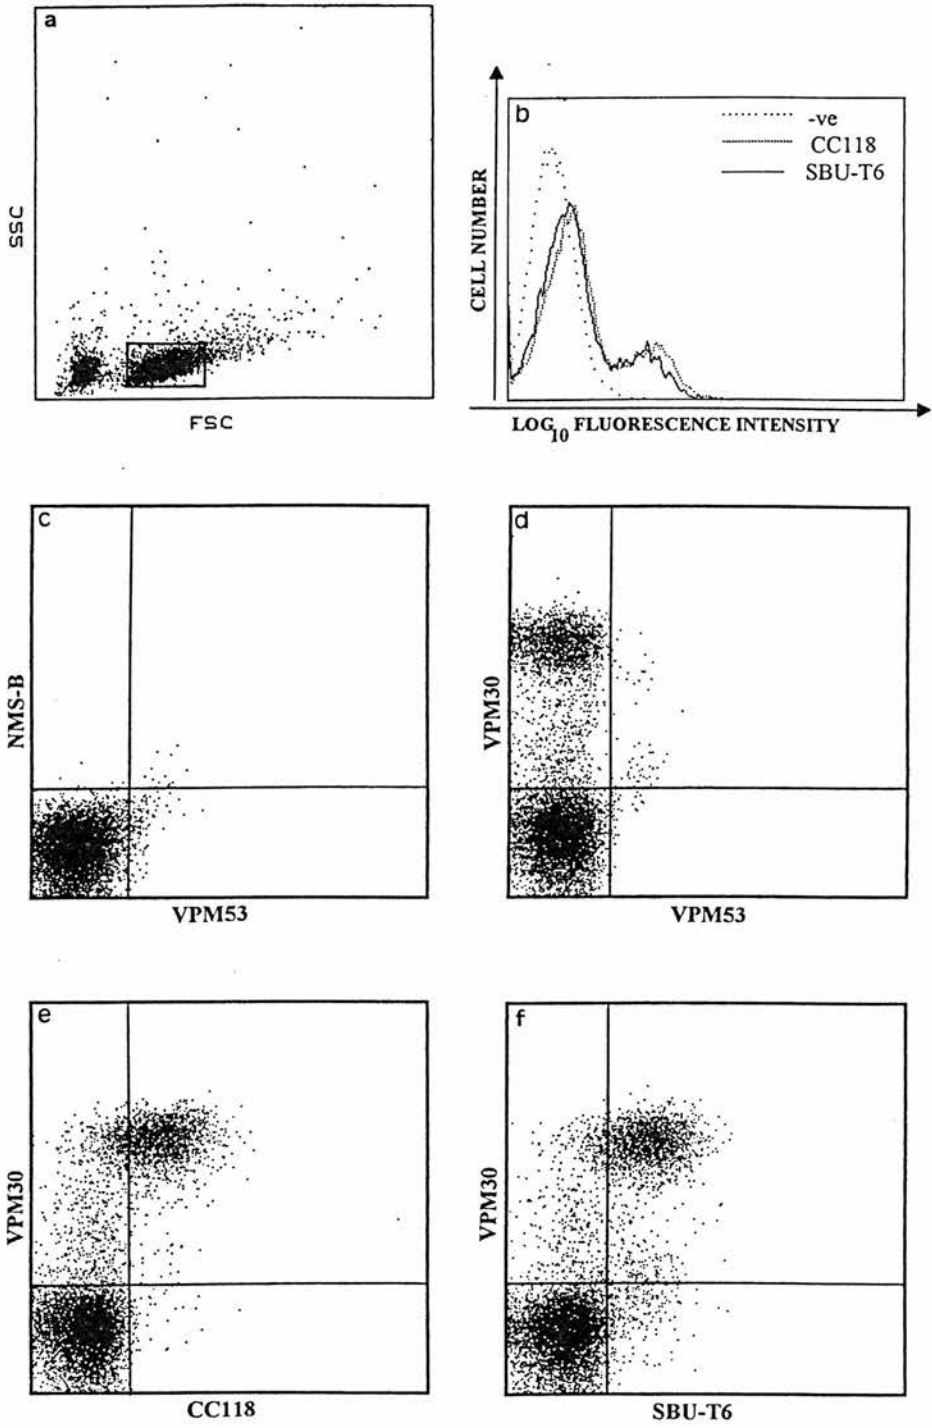 a
SSC
FSC
b
-ve
CC118
SBU-T6
CELL NUMBER
LOG10 FLUORESCENCE INTENSITY
c
NMS-B
VPM53
d
VPM30
VPM53
e
VPM30
CC118
f
VPM30
SBU-T6